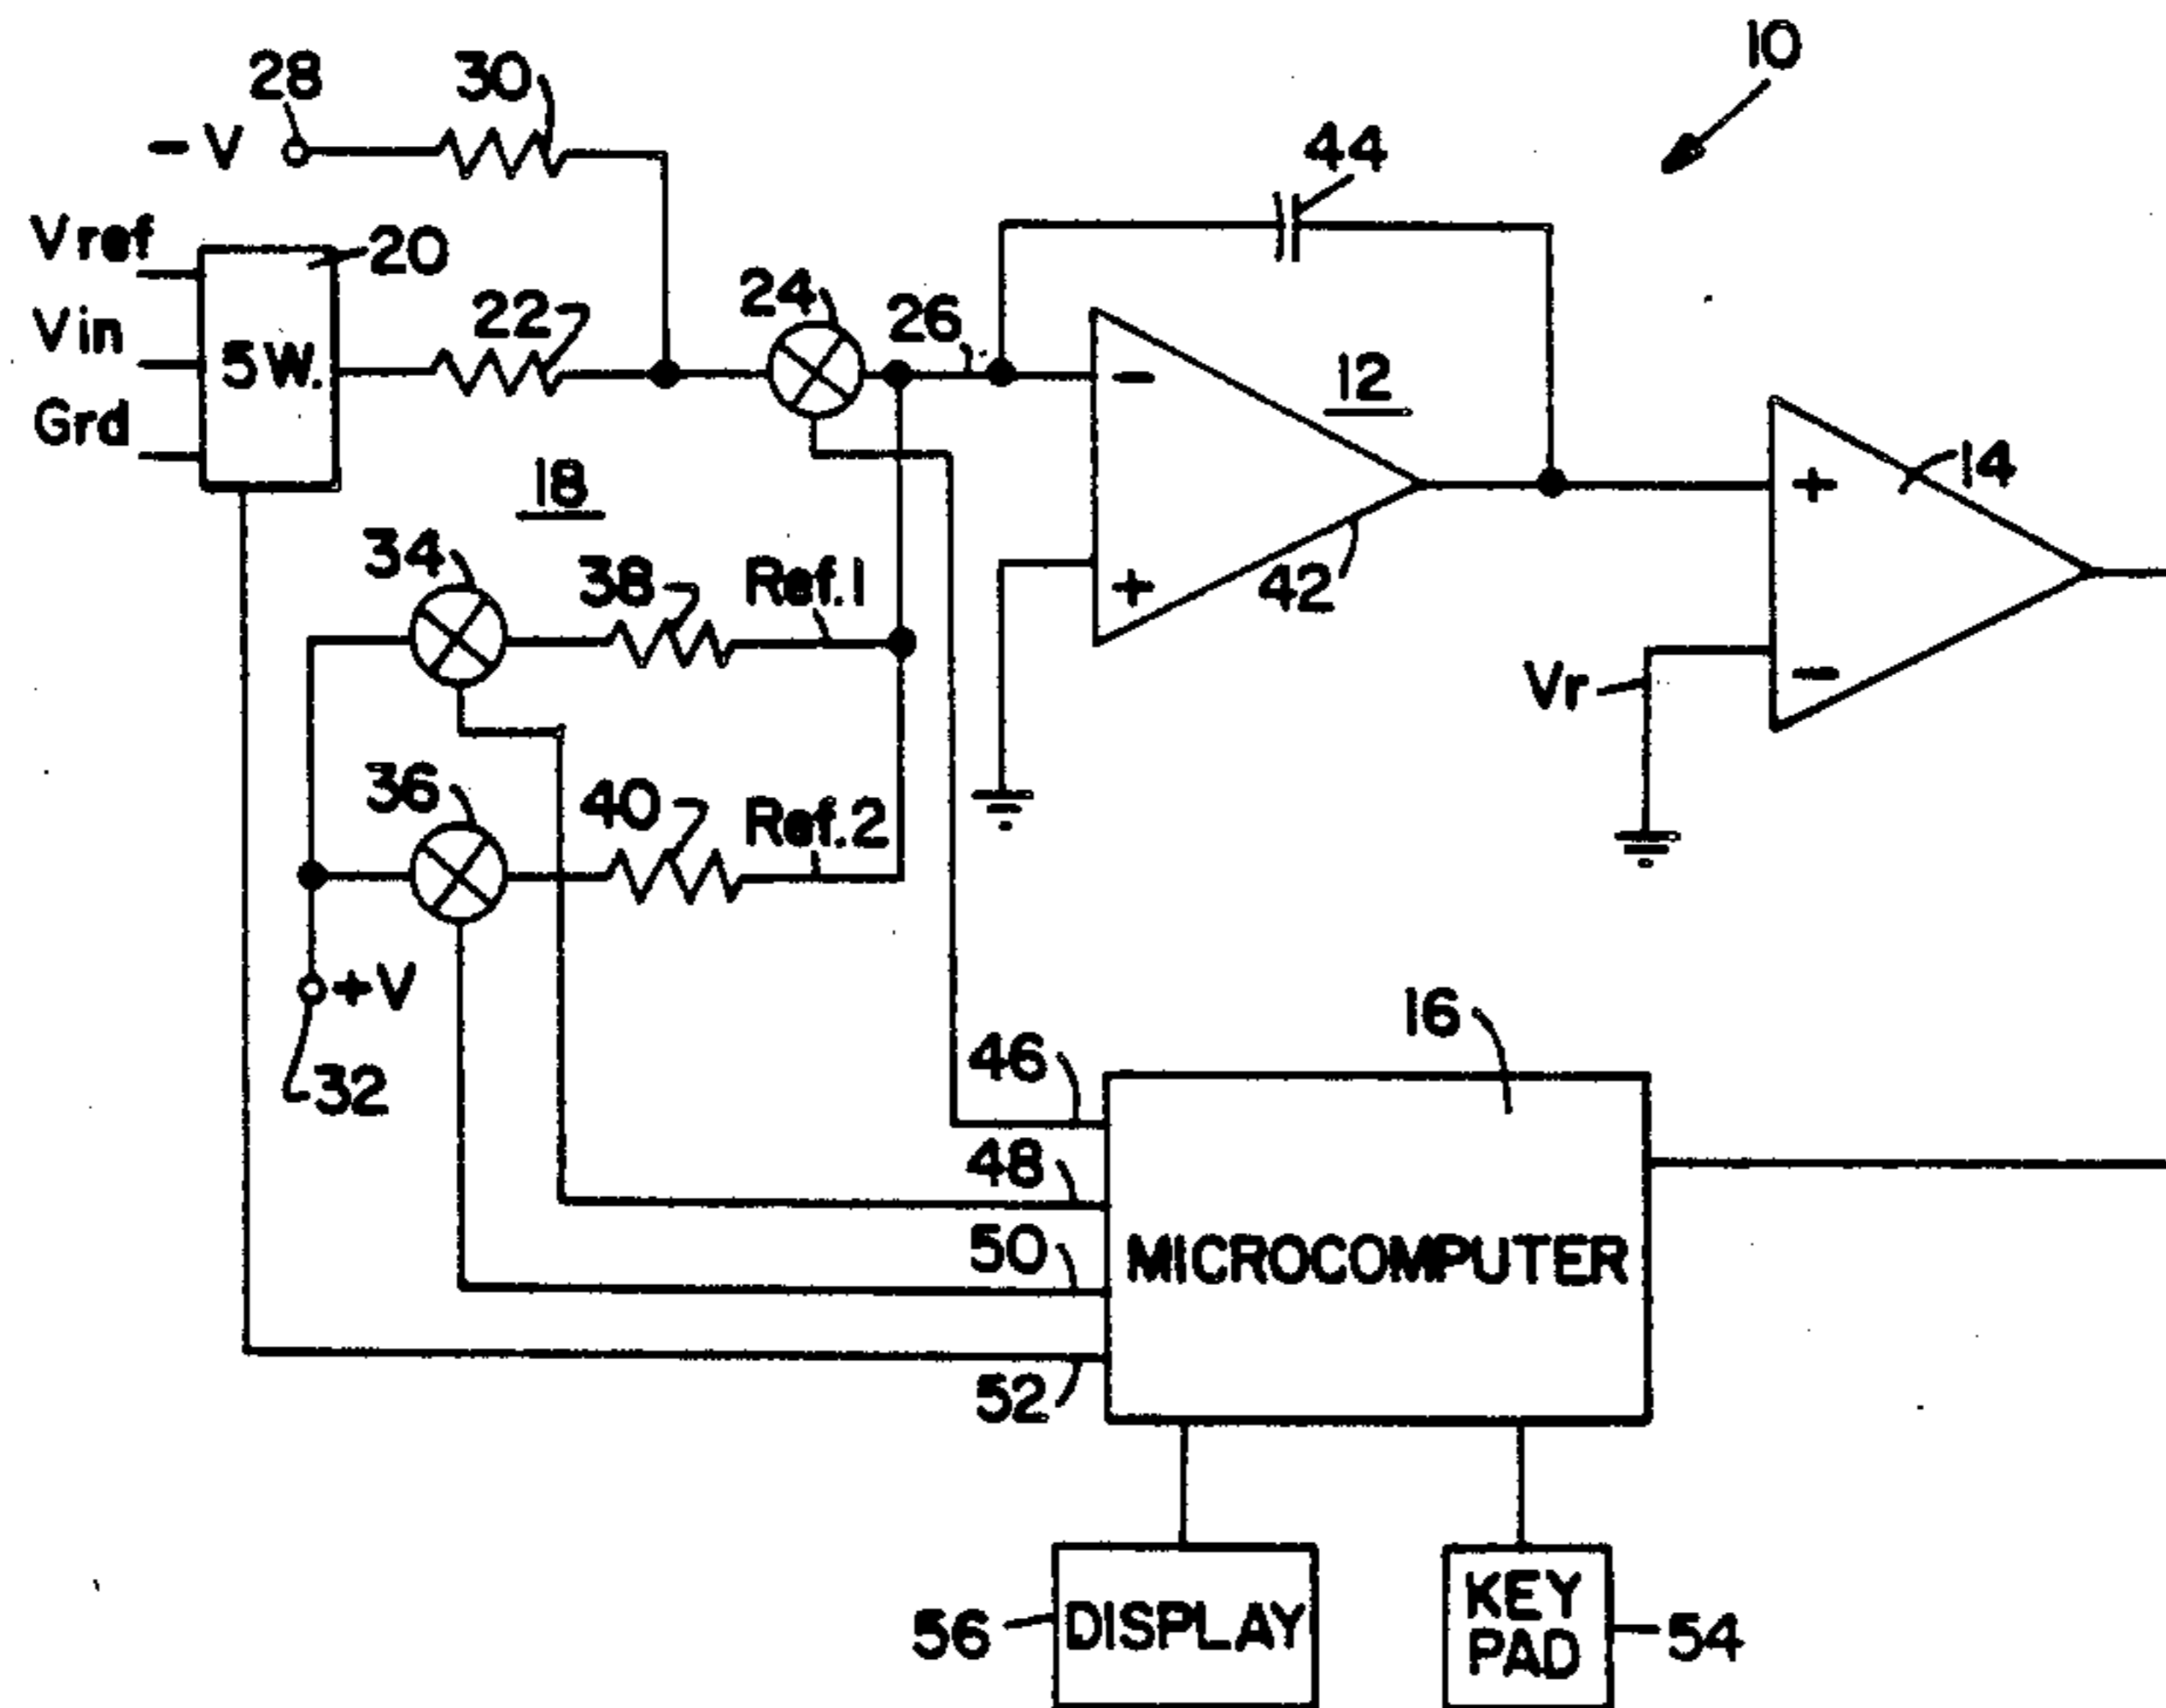 10
28
30
- V
44
Vref
20
24
26
22
Vin
SW.
12
Grd
-
+
14
18
34
38
Ref.1
42
+
Vr
-
36
40
Ref.2
+V
16
32
46
48
50
MICROCOMPUTER
52
56
DISPLAY
KEY
PAD
54